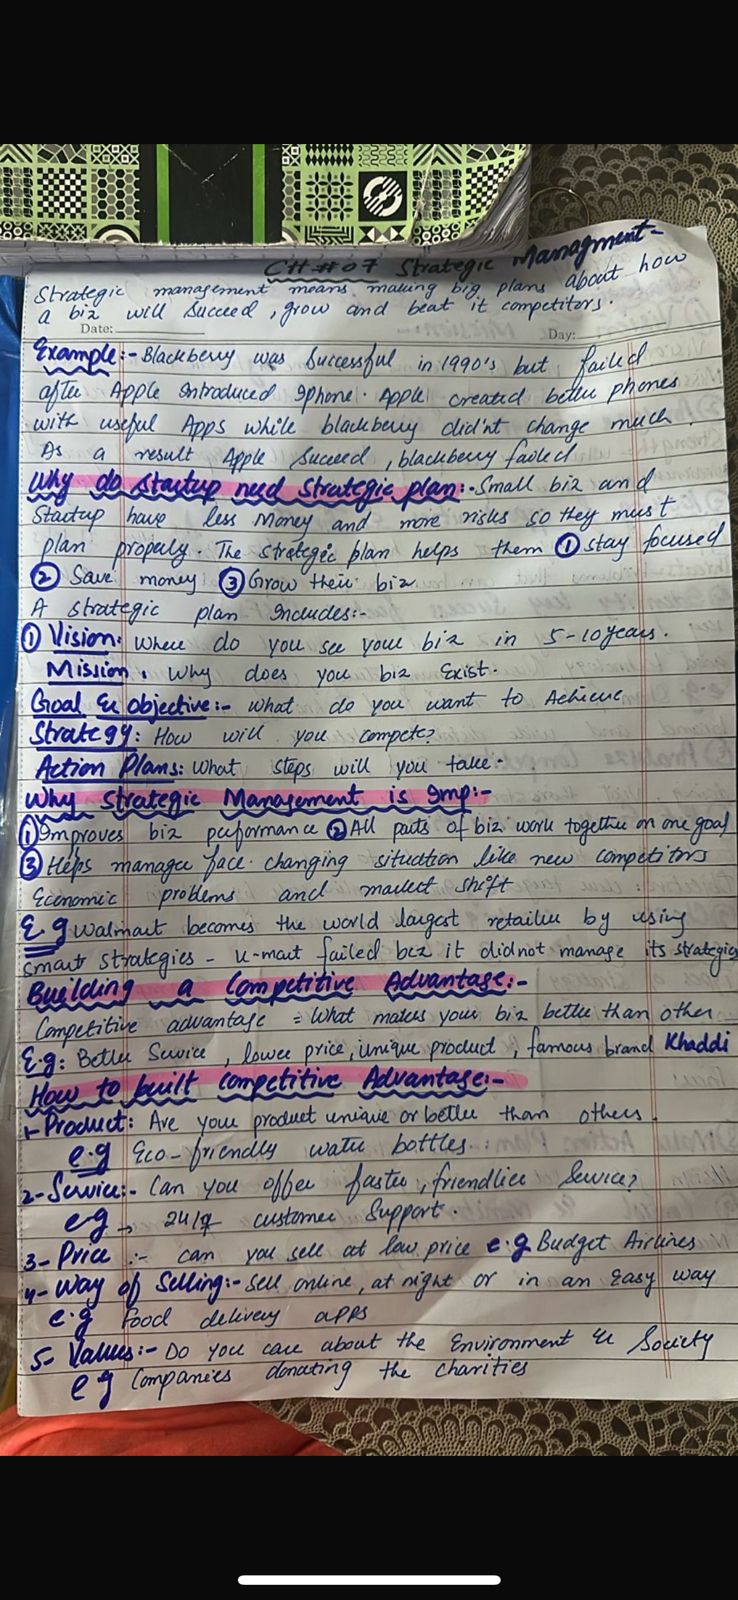 CH # 07 Strategic Managment-
Strategic management means making big plans about how
a biz will succeed, grow and beat it competitors.
Date: Day:
Example:- Blackberry was Successful in 1990's but failed
after Apple Introduced Iphone. Apple created better phones
with useful Apps while blackberry did'nt change much.
As a result Apple Succeed, blackberry failed
Why do Startup need Strategic plan:- Small biz and
Startup have less Money and more risks so they must
plan properly. The strategic plan helps them ① Stay focused
② Save money ③ Grow their biz
A strategic plan Includes:-
① Vision: Where do you see your biz in 5-10 years.
Mission: Why does you biz Exist.
Goal & objective:- What do you want to Achieve
Strategy: How will you compete?
Action Plans: What steps will you take.
Why Strategic Management is Imp:-
① Improves biz performance ② All parts of biz work together on one goal
③ Helps manager face changing situation like new competitors
Economic problems and market shift
E.g Walmart becomes the world largest retailer by using
smart strategies - K-mart failed bcz it did not manage its strategies
Building a Competitive Advantage:-
Competitive advantage = What makes your biz better than other
E.g: Better Service, lower price, unique product, famous brand Khaddi
How to built Competitive Advantage:-
1- Product: Are your product unique or better than others.
e.g Eco-friendly water bottles.
2- Service:- Can you offer faster, friendlier Service?
eg → 24/7 customer Support.
3- Price :- can you sell at low price e.g Budget Airlines
4- Way of Selling:- Sell online, at night or in an Easy way
e.g Food delivery apps
5- Values:- Do you care about the Environment & Society
eg Companies donating the charities